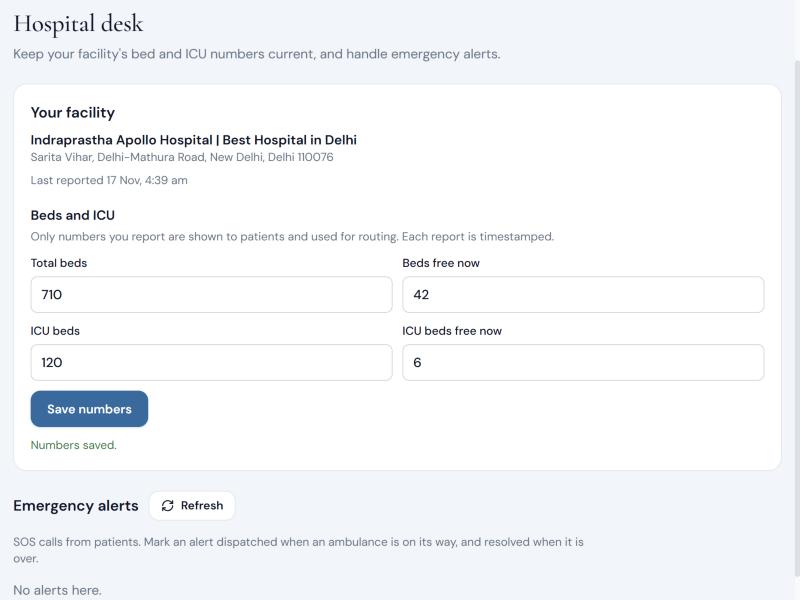 Hospital desk
Keep your facility's bed and ICU numbers current, and handle emergency alerts.
Your facility
Indraprastha Apollo Hospital | Best Hospital in Delhi
Sarita Vihar, Delhi-Mathura Road, New Delhi, Delhi 110076
Last reported 17 Nov, 4:39 am
Beds and ICU
Only numbers you report are shown to patients and used for routing. Each report is timestamped.
Total beds
710
Beds free now
42
ICU beds
120
ICU beds free now
6
Save numbers
Numbers saved.
Emergency alerts
Refresh
SOS calls from patients. Mark an alert dispatched when an ambulance is on its way, and resolved when it is
over.
No alerts here.